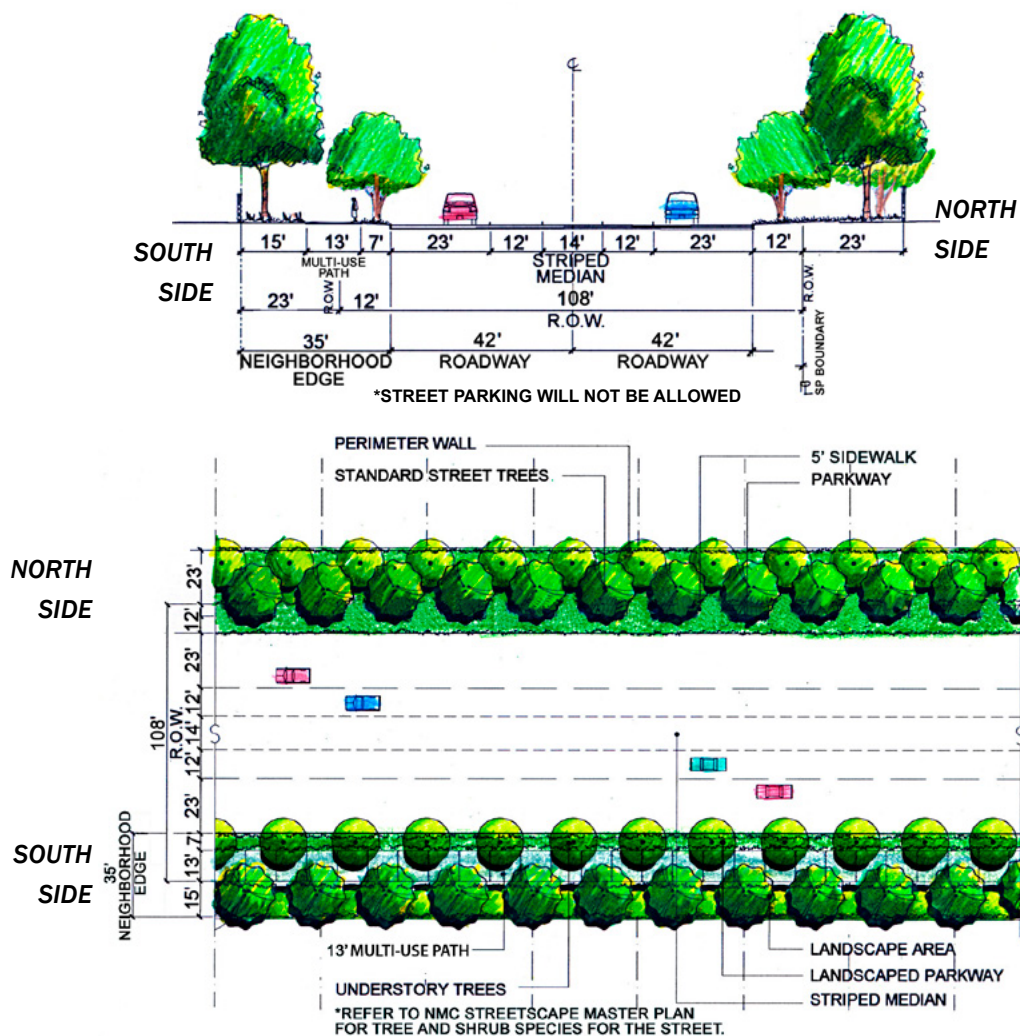 ℄
NORTH
SIDE
SOUTH
SIDE
15' 13' 7' 23' 12' 14' 12' 23' 12' 23'
MULTI-USE
PATH
STRIPED
MEDIAN
R.O.W
R.O.W.
23' 12' 108'
R.O.W.
35' 42' 42'
NEIGHBORHOOD
EDGE
ROADWAY ROADWAY
SP BOUNDARY
*STREET PARKING WILL NOT BE ALLOWED
PERIMETER WALL
STANDARD STREET TREES
5' SIDEWALK
PARKWAY
NORTH
SIDE
23'
12'
23'
12'
14'
12'
23'
7'
13'
15'
108'
R.O.W.
SOUTH
SIDE
35'
NEIGHBORHOOD
EDGE
13' MULTI-USE PATH
UNDERSTORY TREES
LANDSCAPE AREA
LANDSCAPED PARKWAY
STRIPED MEDIAN
*REFER TO NMC STREETSCAPE MASTER PLAN
FOR TREE AND SHRUB SPECIES FOR THE STREET.